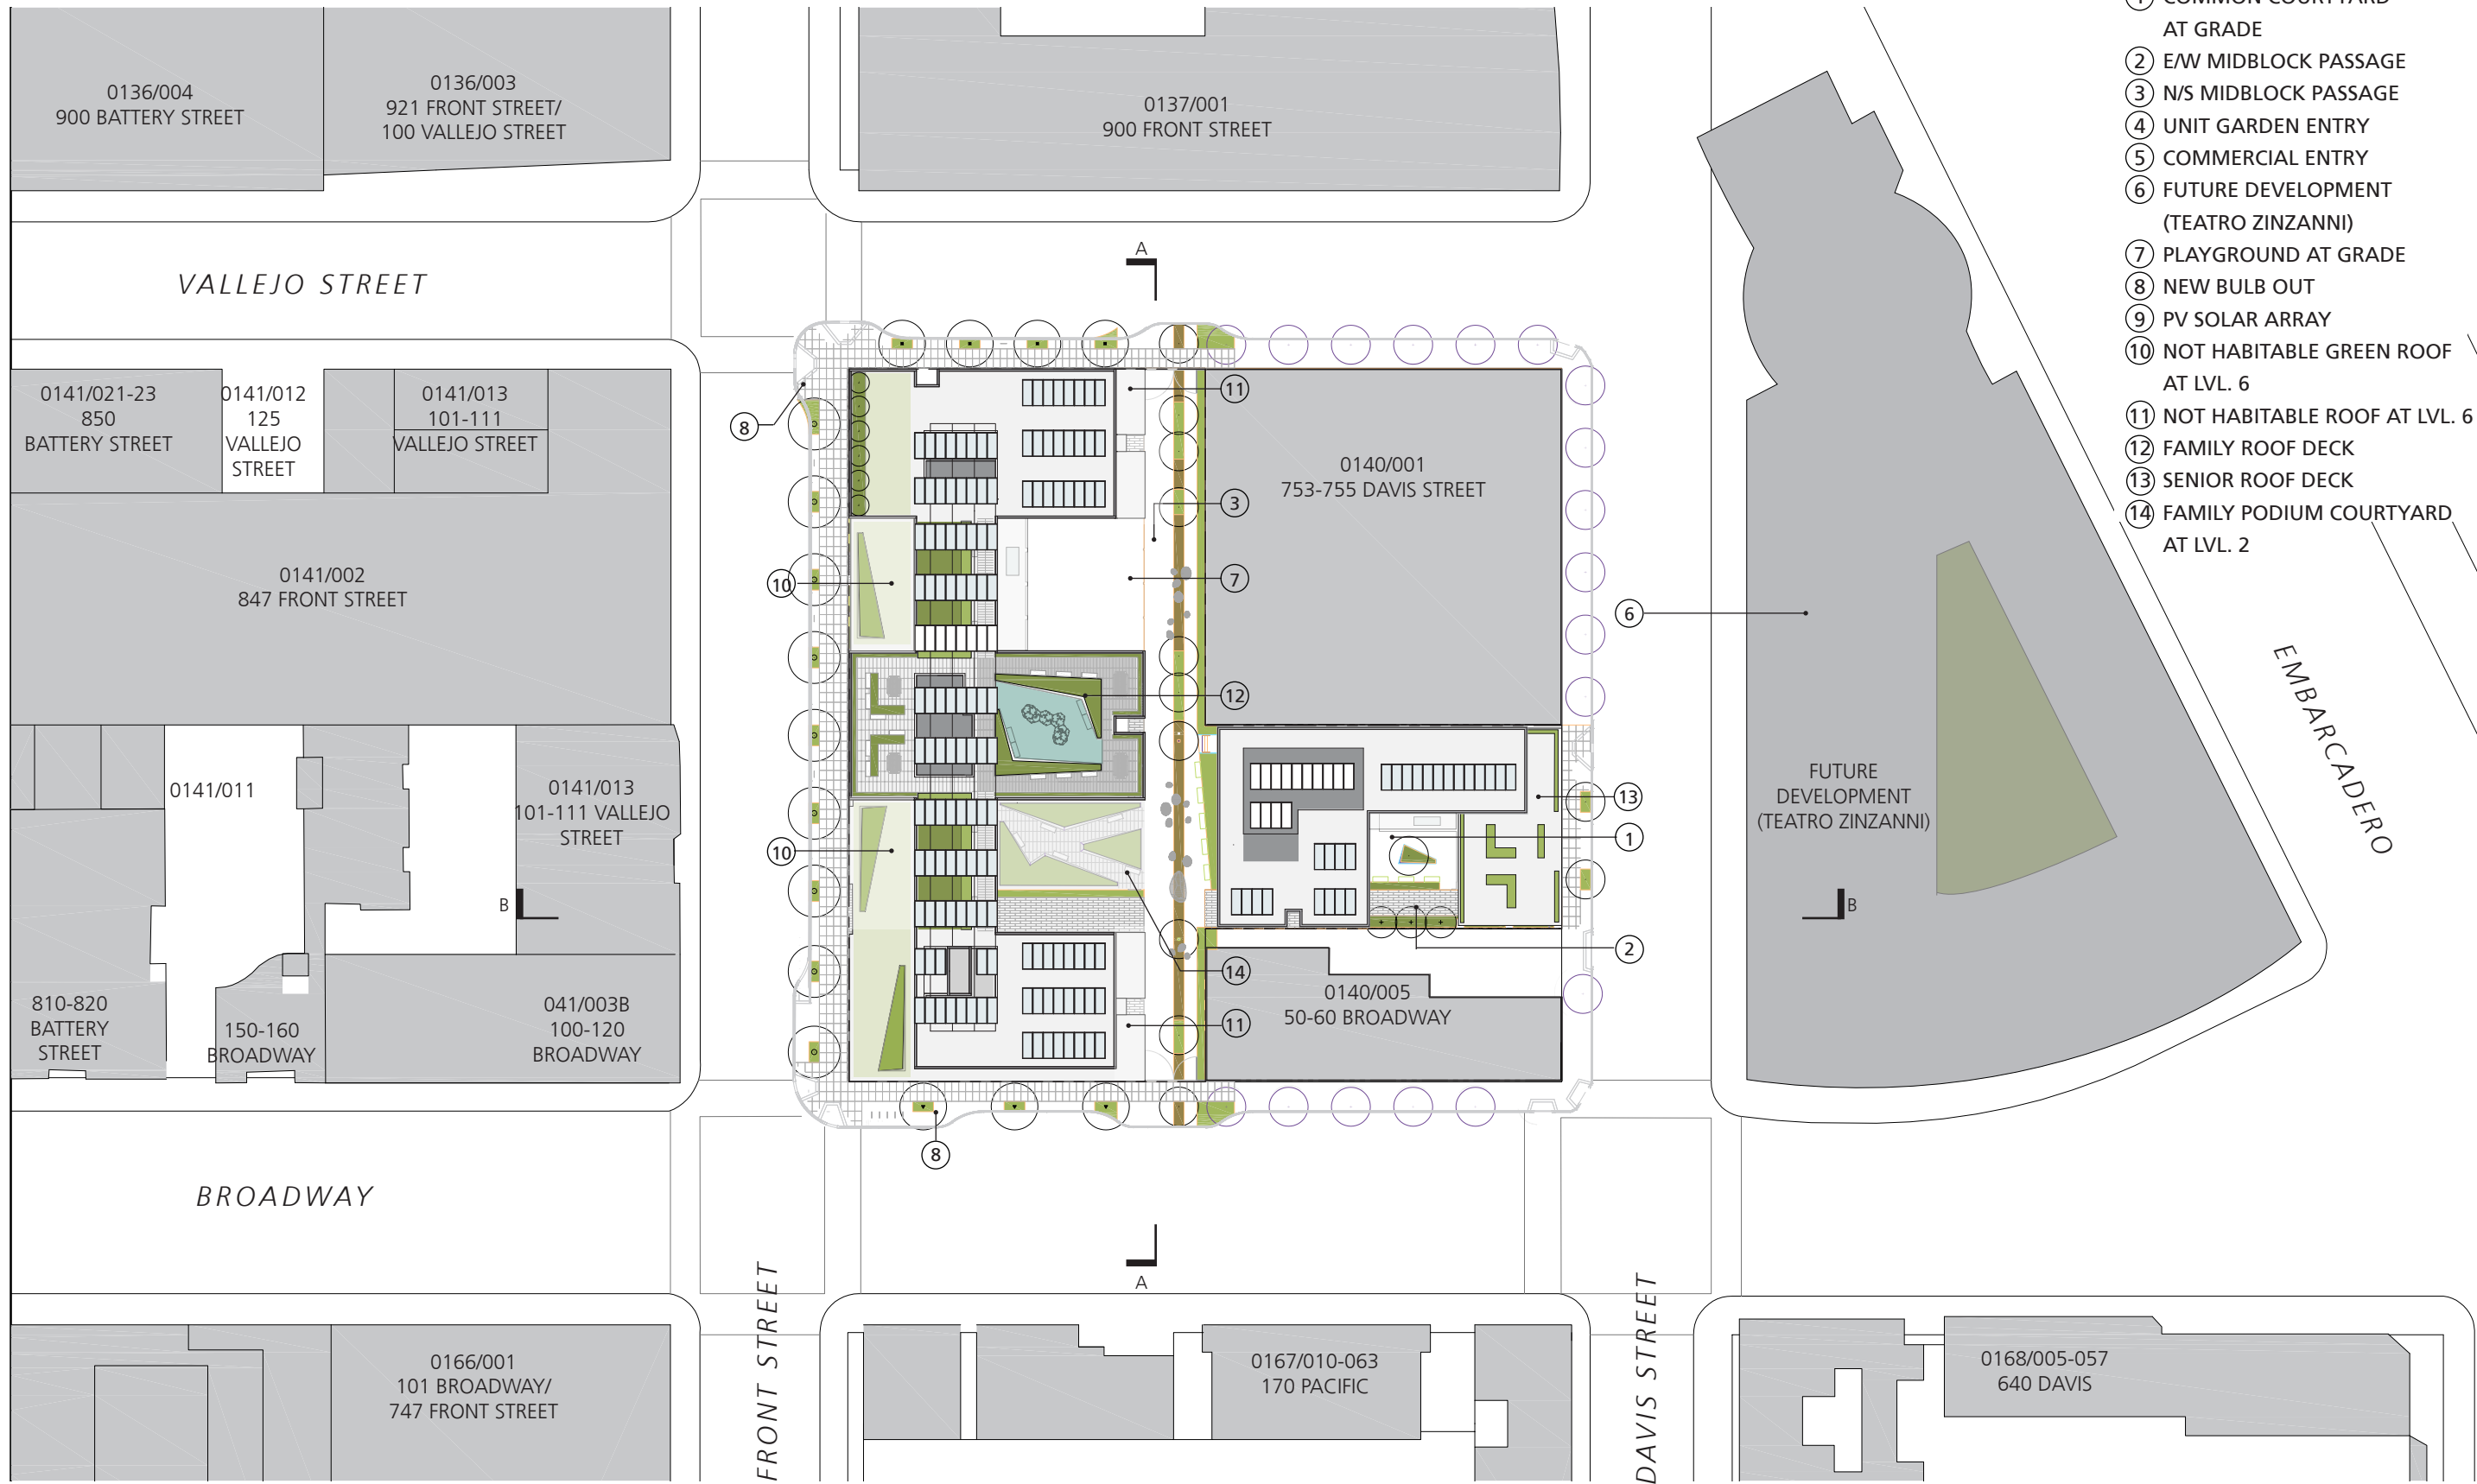 1 COMMON COURTYARD
AT GRADE
2 E/W MIDBLOCK PASSAGE
3 N/S MIDBLOCK PASSAGE
4 UNIT GARDEN ENTRY
5 COMMERCIAL ENTRY
6 FUTURE DEVELOPMENT
(TEATRO ZINZANNI)
7 PLAYGROUND AT GRADE
8 NEW BULB OUT
9 PV SOLAR ARRAY
10 NOT HABITABLE GREEN ROOF
AT LVL. 6
11 NOT HABITABLE ROOF AT LVL. 6
12 FAMILY ROOF DECK
13 SENIOR ROOF DECK
14 FAMILY PODIUM COURTYARD
AT LVL. 2
0136/004
900 BATTERY STREET
0136/003
921 FRONT STREET/
100 VALLEJO STREET
0137/001
900 FRONT STREET
VALLEJO STREET
A
0141/021-23
850
BATTERY STREET
0141/012
125
VALLEJO
STREET
0141/013
101-111
VALLEJO STREET
8
11
0140/001
753-755 DAVIS STREET
3
0141/002
847 FRONT STREET
10
7
6
12
EMBARCADERO
0141/011
0141/013
101-111 VALLEJO
STREET
FUTURE
DEVELOPMENT
(TEATRO ZINZANNI)
13
1
10
B
B
2
14
810-820
BATTERY
STREET
150-160
BROADWAY
041/003B
100-120
BROADWAY
11
0140/005
50-60 BROADWAY
8
BROADWAY
A
FRONT STREET
DAVIS STREET
0166/001
101 BROADWAY/
747 FRONT STREET
0167/010-063
170 PACIFIC
0168/005-057
640 DAVIS